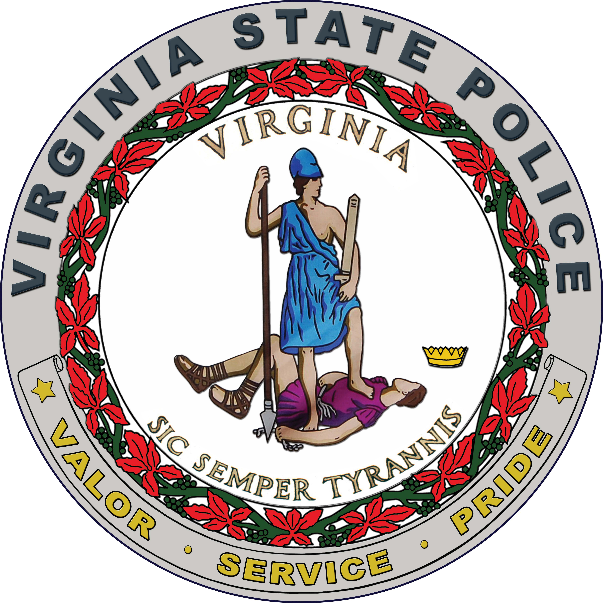 VIRGINIA STATE POLICE
VIRGINIA
SIC SEMPER TYRANNIS
VALOR · SERVICE · PRIDE